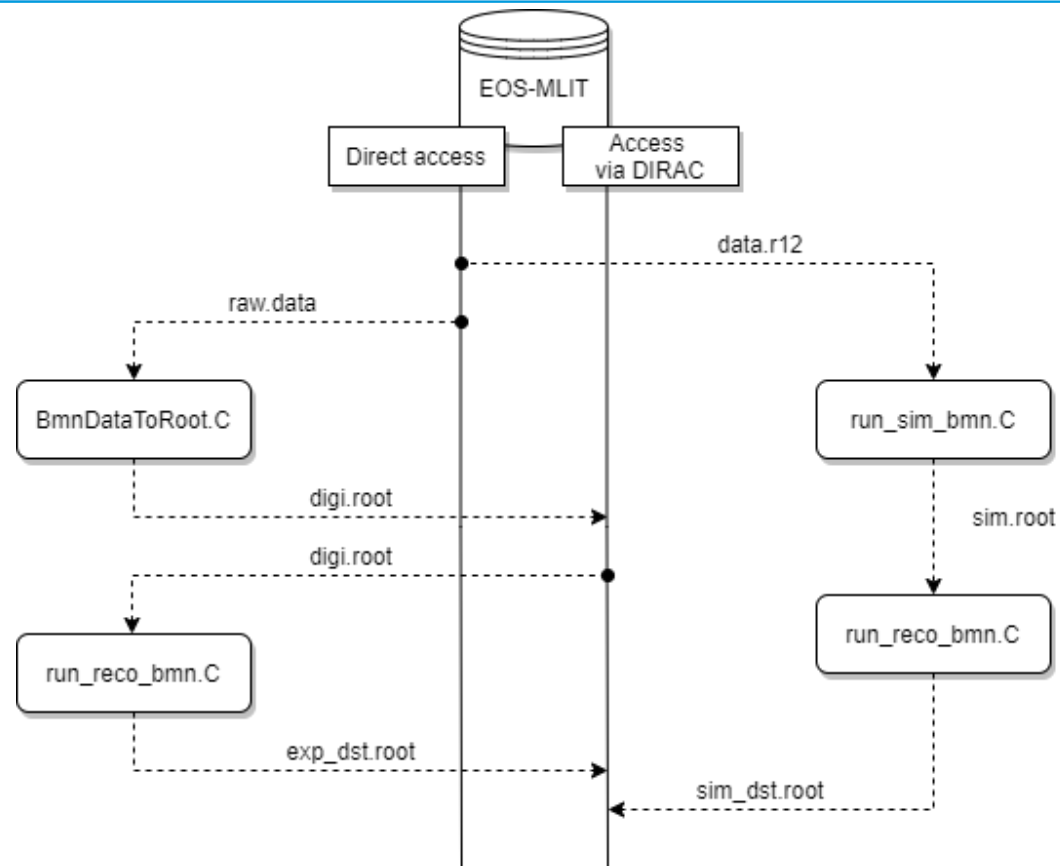 EOS-MLIT
Direct access
Access
via DIRAC
data.r12
raw.data
BmnDataToRoot.C
run_sim_bmn.C
digi.root
sim.root
digi.root
run_reco_bmn.C
run_reco_bmn.C
exp_dst.root
sim_dst.root